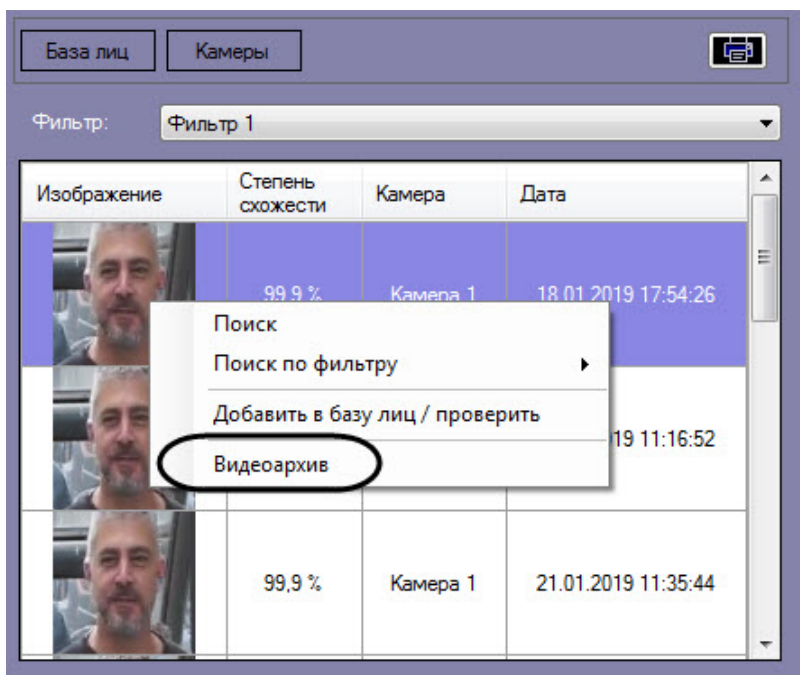 База лиц Камеры
Фильтр: Фильтр 1
Изображение Степень схожести Камера Дата
99,9 % Камера 1 18.01.2019 17:54:26
Поиск
Поиск по фильтру
Добавить в базу лиц / проверить
19 11:16:52
Видеоархив
99,9 % Камера 1 21.01.2019 11:35:44